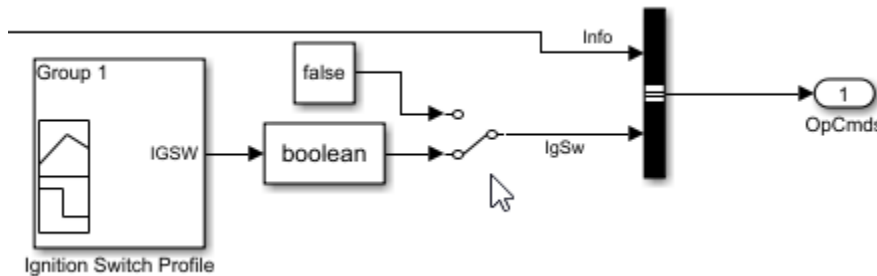 Info
Group 1
false
1
OpCmds
IGSW
boolean
IgSw
Ignition Switch Profile